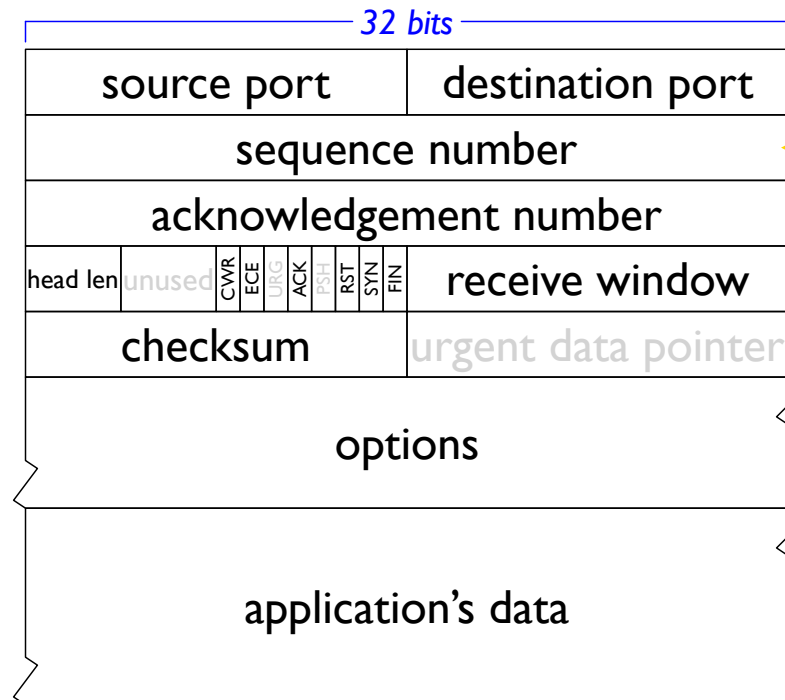 32 bits
source port destination port
sequence number
acknowledgement number
head len unused CWR ECE URG ACK PSH RST SYN FIN receive window
checksum urgent data pointer
options
application’s data